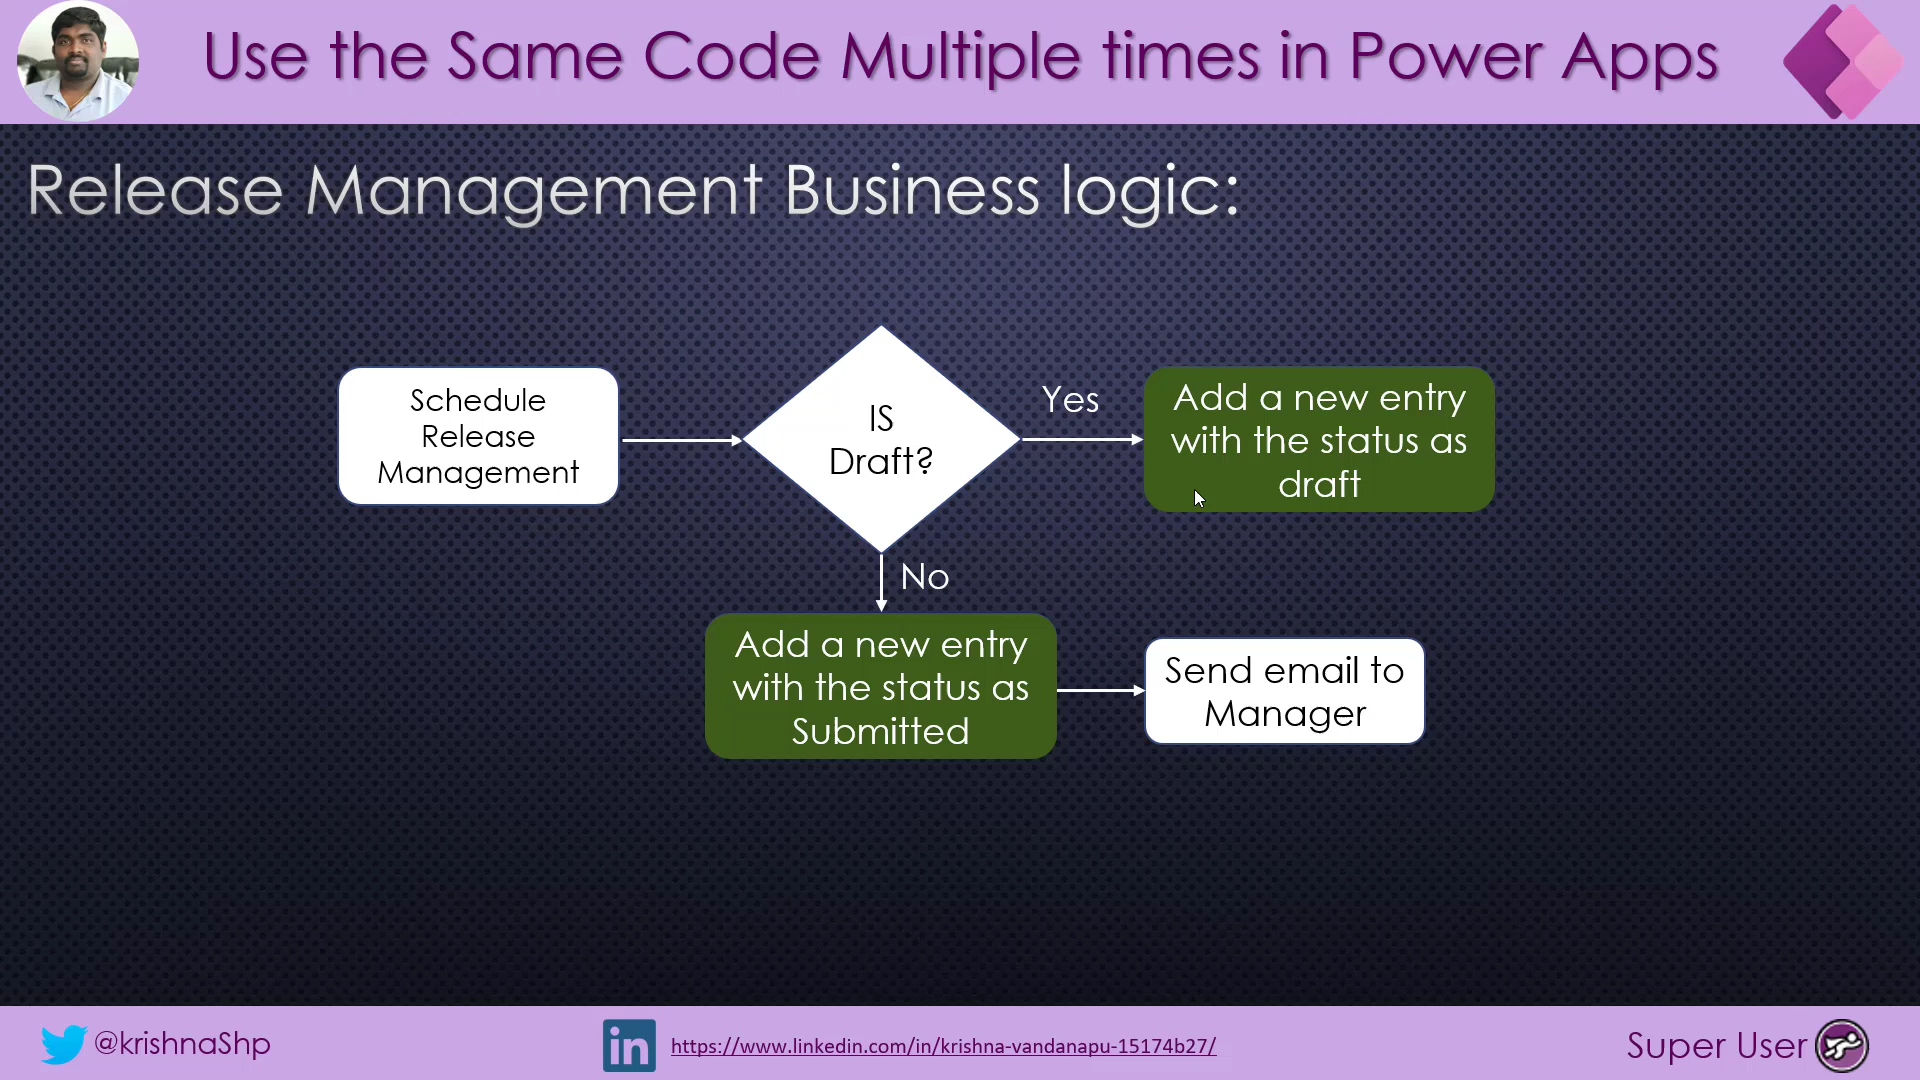 Use the Same Code Multiple times in Power Apps
Release Management Business logic:
Schedule
Release
Management
IS
Draft?
Yes
Add a new entry
with the status as
draft
No
Add a new entry
with the status as
Submitted
Send email to
Manager
@krishnaShp
in
https://www.linkedin.com/in/krishna-vandanapu-15174b27/
Super User